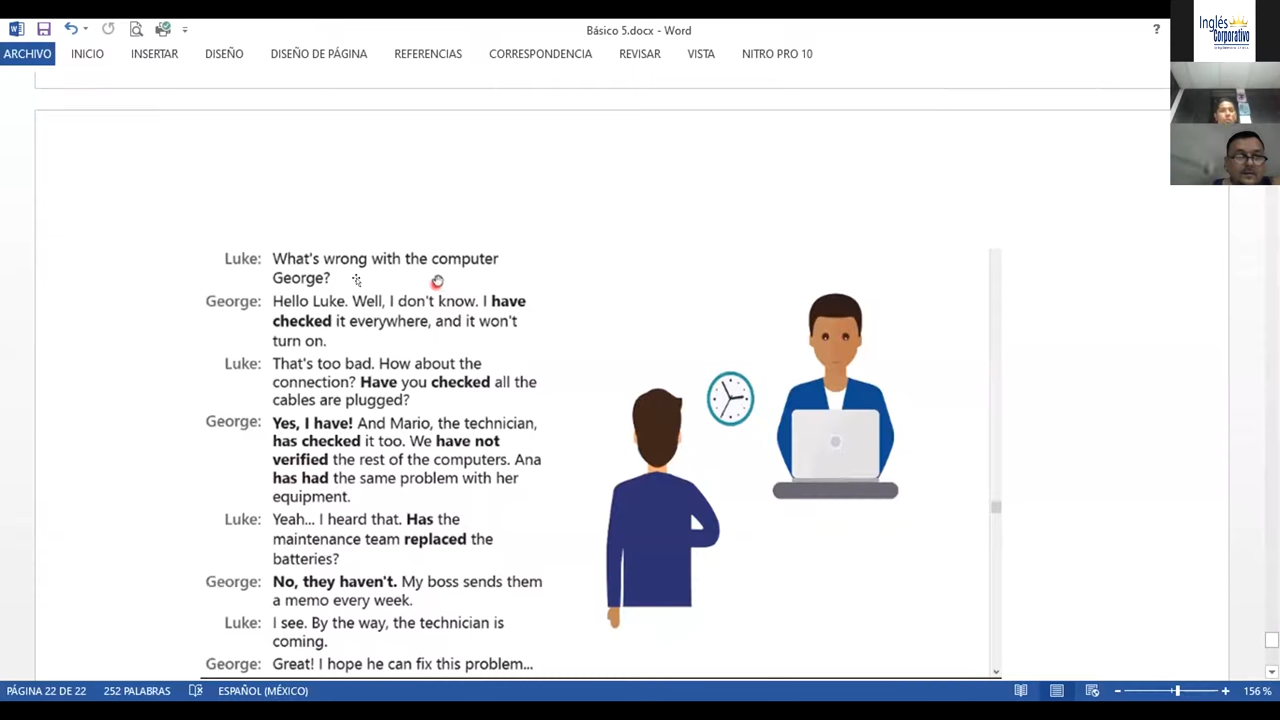 Básico 5.docx - Word
?
Inglés
Corporativo
ARCHIVO INICIO INSERTAR DISEÑO DISEÑO DE PÁGINA REFERENCIAS CORRESPONDENCIA REVISAR VISTA NITRO PRO 10
Luke: What's wrong with the computer
George?
George: Hello Luke. Well, I don't know. I have
checked it everywhere, and it won't
turn on.
Luke: That's too bad. How about the
connection? Have you checked all the
cables are plugged?
George: Yes, I have! And Mario, the technician,
has checked it too. We have not
verified the rest of the computers. Ana
has had the same problem with her
equipment.
Luke: Yeah... I heard that. Has the
maintenance team replaced the
batteries?
George: No, they haven't. My boss sends them
a memo every week.
Luke: I see. By the way, the technician is
coming.
George: Great! I hope he can fix this problem...
PÁGINA 22 DE 22 252 PALABRAS ESPAÑOL (MÉXICO) 156 %